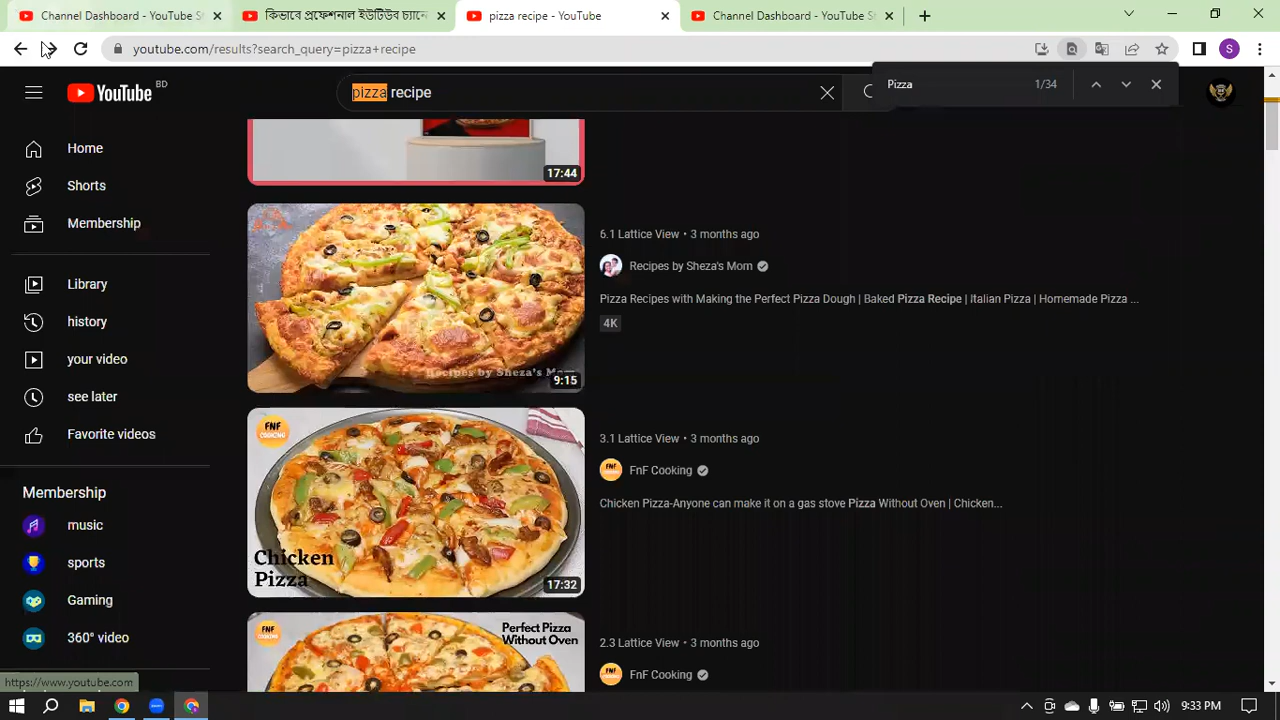 Channel Dashboard - YouTube St
কিভাবে প্রফেশনাল ইউটিউব চ্যানে
pizza recipe - YouTube
Channel Dashboard - YouTube St
youtube.com/results?search_query=pizza+recipe
S
YouTube BD
pizza recipe
Pizza 1/34
Home
Shorts
Membership
Library
history
your video
see later
Favorite videos
Membership
music
sports
Gaming
360° video
https://www.youtube.com
17:44
6.1 Lattice View • 3 months ago
Recipes by Sheza's Mom
Pizza Recipes with Making the Perfect Pizza Dough | Baked Pizza Recipe | Italian Pizza | Homemade Pizza ...
4K
Recipes by Sheza's Mom
9:15
FNF
COOKING
3.1 Lattice View • 3 months ago
FnF Cooking
Chicken Pizza-Anyone can make it on a gas stove Pizza Without Oven | Chicken...
Chicken
Pizza
17:32
FNF
COOKING
Perfect Pizza
Without Oven
2.3 Lattice View • 3 months ago
FnF Cooking
9:33 PM